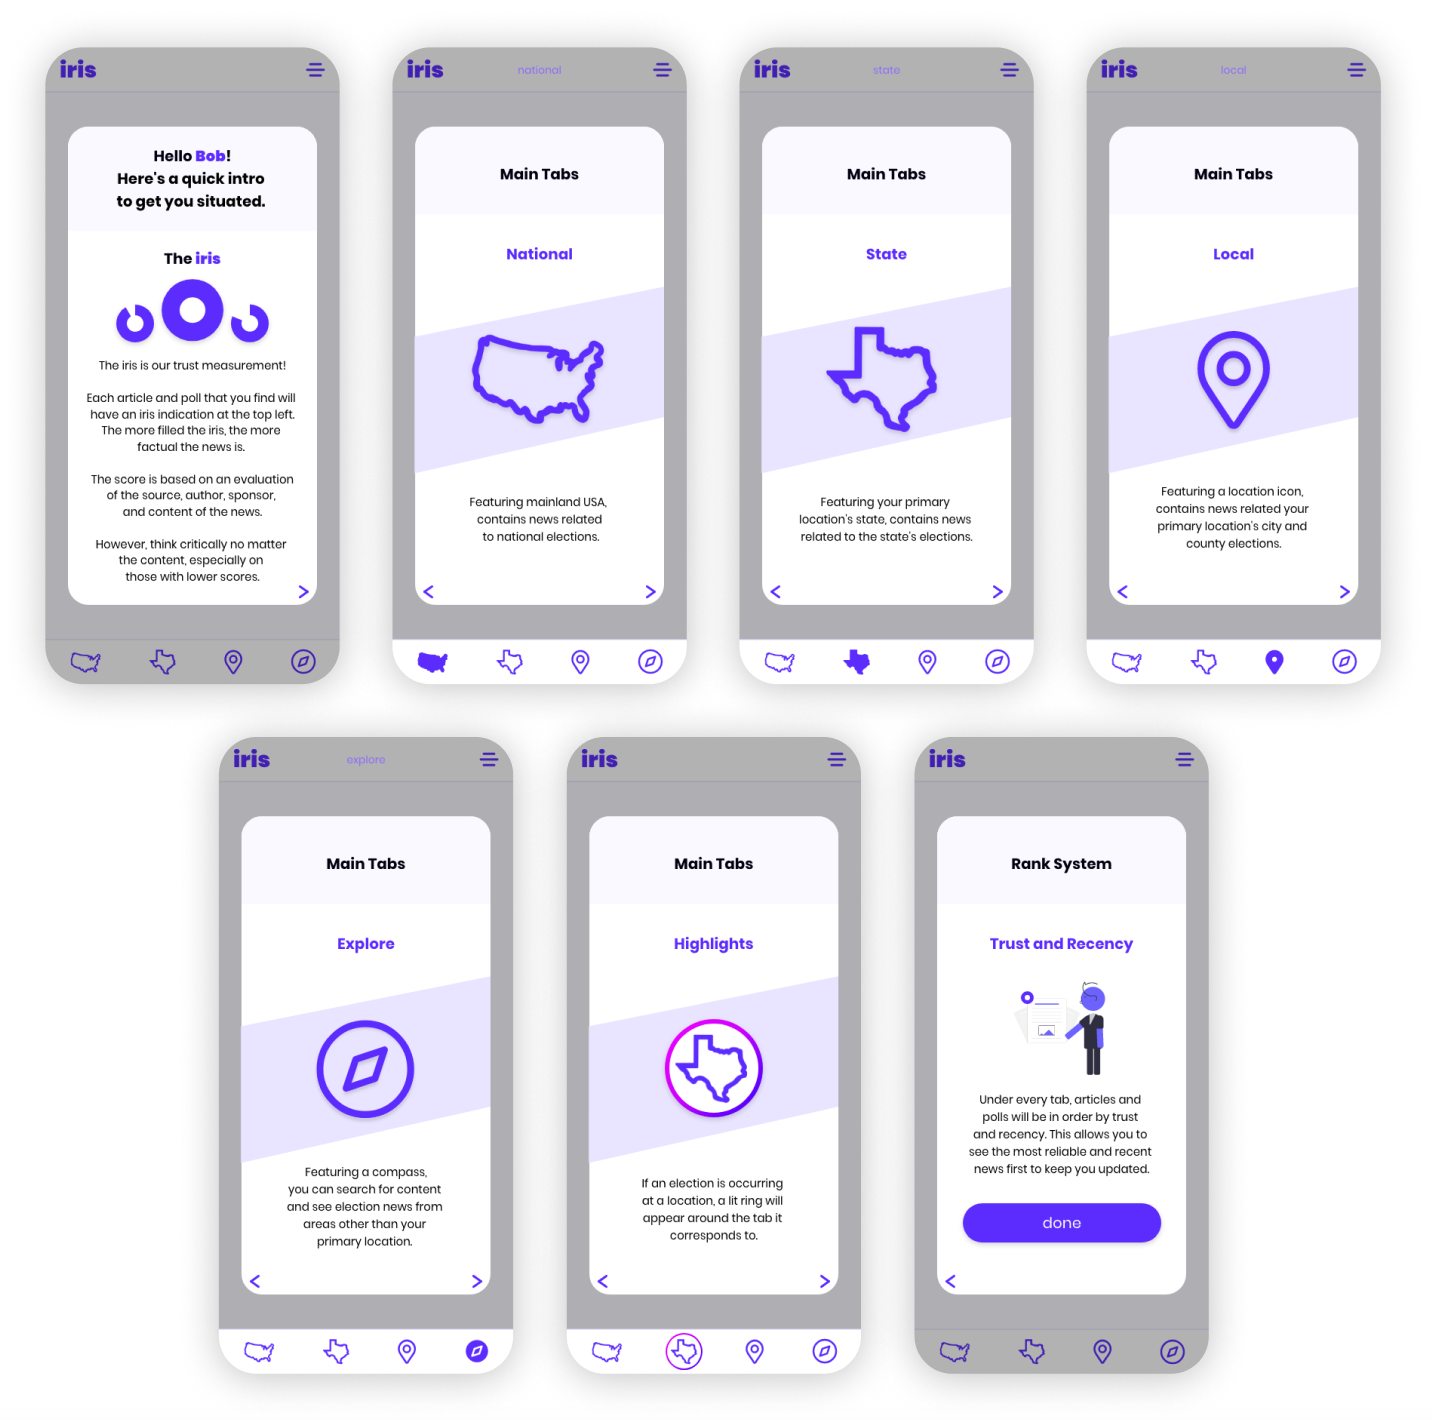 iris
Hello Bob!
Here's a quick intro
to get you situated.
The iris
The iris is our trust measurement!
Each article and poll that you find will
have an iris indication at the top left.
The more filled the iris, the more
factual the news is.
The score is based on an evaluation
of the source, author, sponsor,
and content of the news.
However, think critically no matter
the content, especially on
those with lower scores.
iris
national
Main Tabs
National
Featuring mainland USA,
contains news related
to national elections.
iris
state
Main Tabs
State
Featuring your primary
location's state, contains news
related to the state's elections.
iris
local
Main Tabs
Local
Featuring a location icon,
contains news related your
primary location's city and
county elections.
iris
explore
Main Tabs
Explore
Featuring a compass,
you can search for content
and see election news from
areas other than your
primary location.
iris
Main Tabs
Highlights
If an election is occurring
at a location, a lit ring will
appear around the tab it
corresponds to.
iris
Rank System
Trust and Recency
Under every tab, articles and
polls will be in order by trust
and recency. This allows you to
see the most reliable and recent
news first to keep you updated.
done